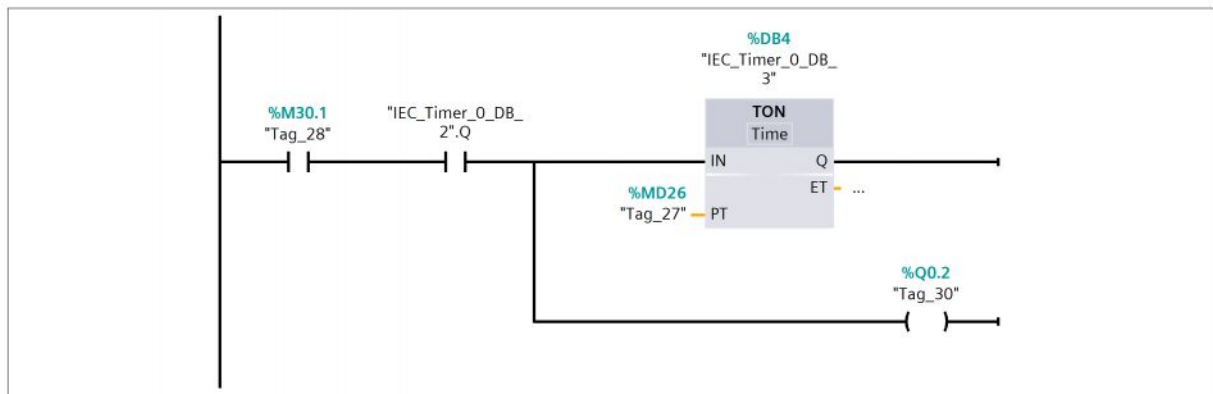 %DB4
"IEC_Timer_0_DB_
3"
%M30.1
"Tag_28"
"IEC_Timer_0_DB_
2".Q
TON
Time
IN
Q
ET
...
%MD26
"Tag_27"
PT
%Q0.2
"Tag_30"